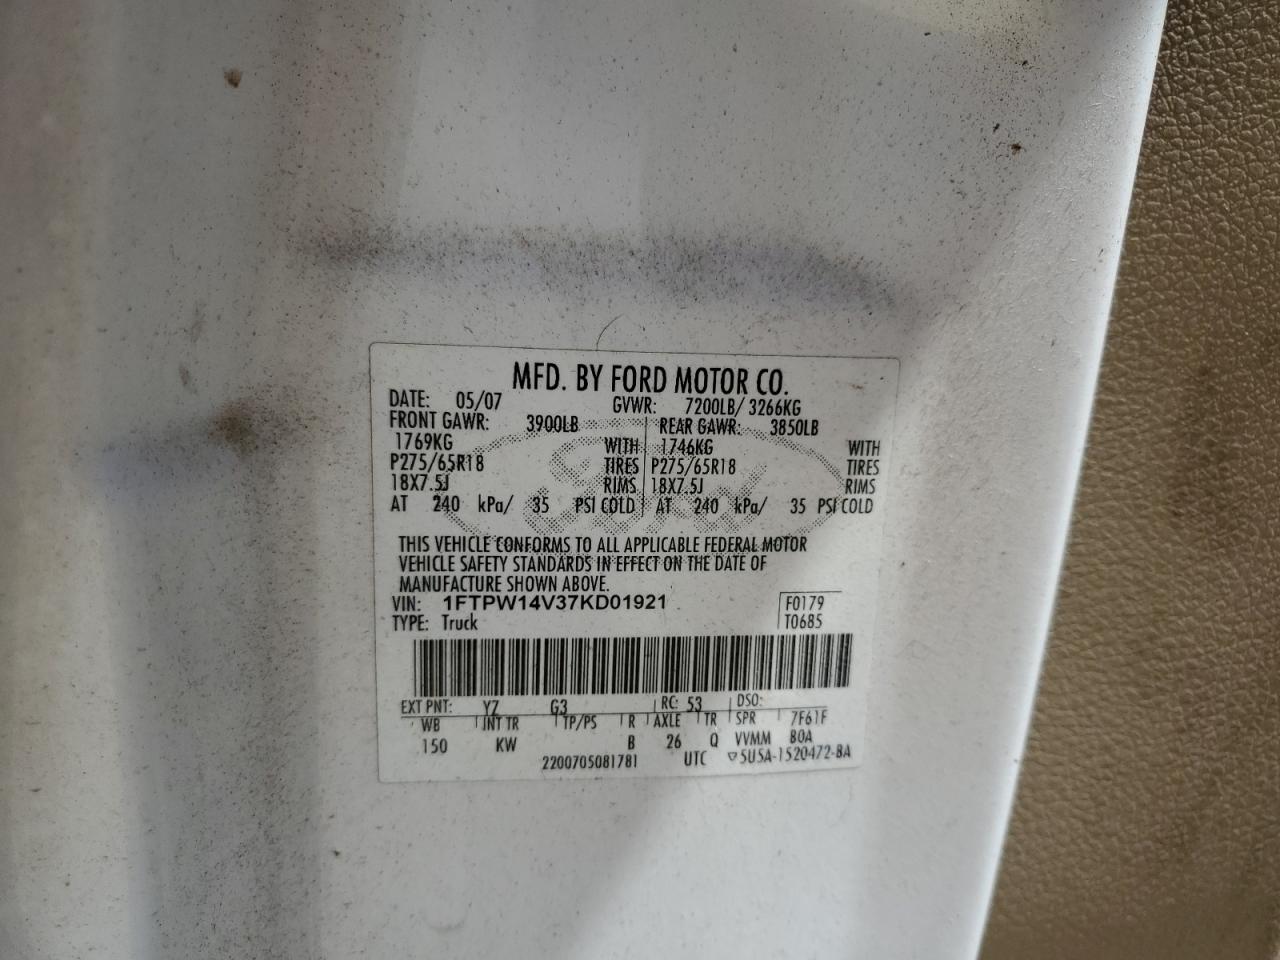 MFD. BY FORD MOTOR CO.
DATE: 05/07 GVWR: 7200LB/ 3266KG
FRONT GAWR: 3900LB REAR GAWR: 3850LB
1769KG WITH 1746KG WITH
P275/65R18 TIRES P275/65R18 TIRES
18X7.5J RIMS 18X7.5J RIMS
AT 240 kPa/ 35 PSI COLD AT 240 kPa/ 35 PSI COLD
Ford
THIS VEHICLE CONFORMS TO ALL APPLICABLE FEDERAL MOTOR
VEHICLE SAFETY STANDARDS IN EFFECT ON THE DATE OF
MANUFACTURE SHOWN ABOVE.
VIN: 1FTPW14V37KD01921 F0179
TYPE: Truck T0685
EXT PNT: YZ G3 RC: 53 DSO:
WB INT TR TP/PS R AXLE TR SPR 7F61F
150 KW B 26 Q VVMM 80A
2200705081781 UTC ▽5U5A-1520472-BA